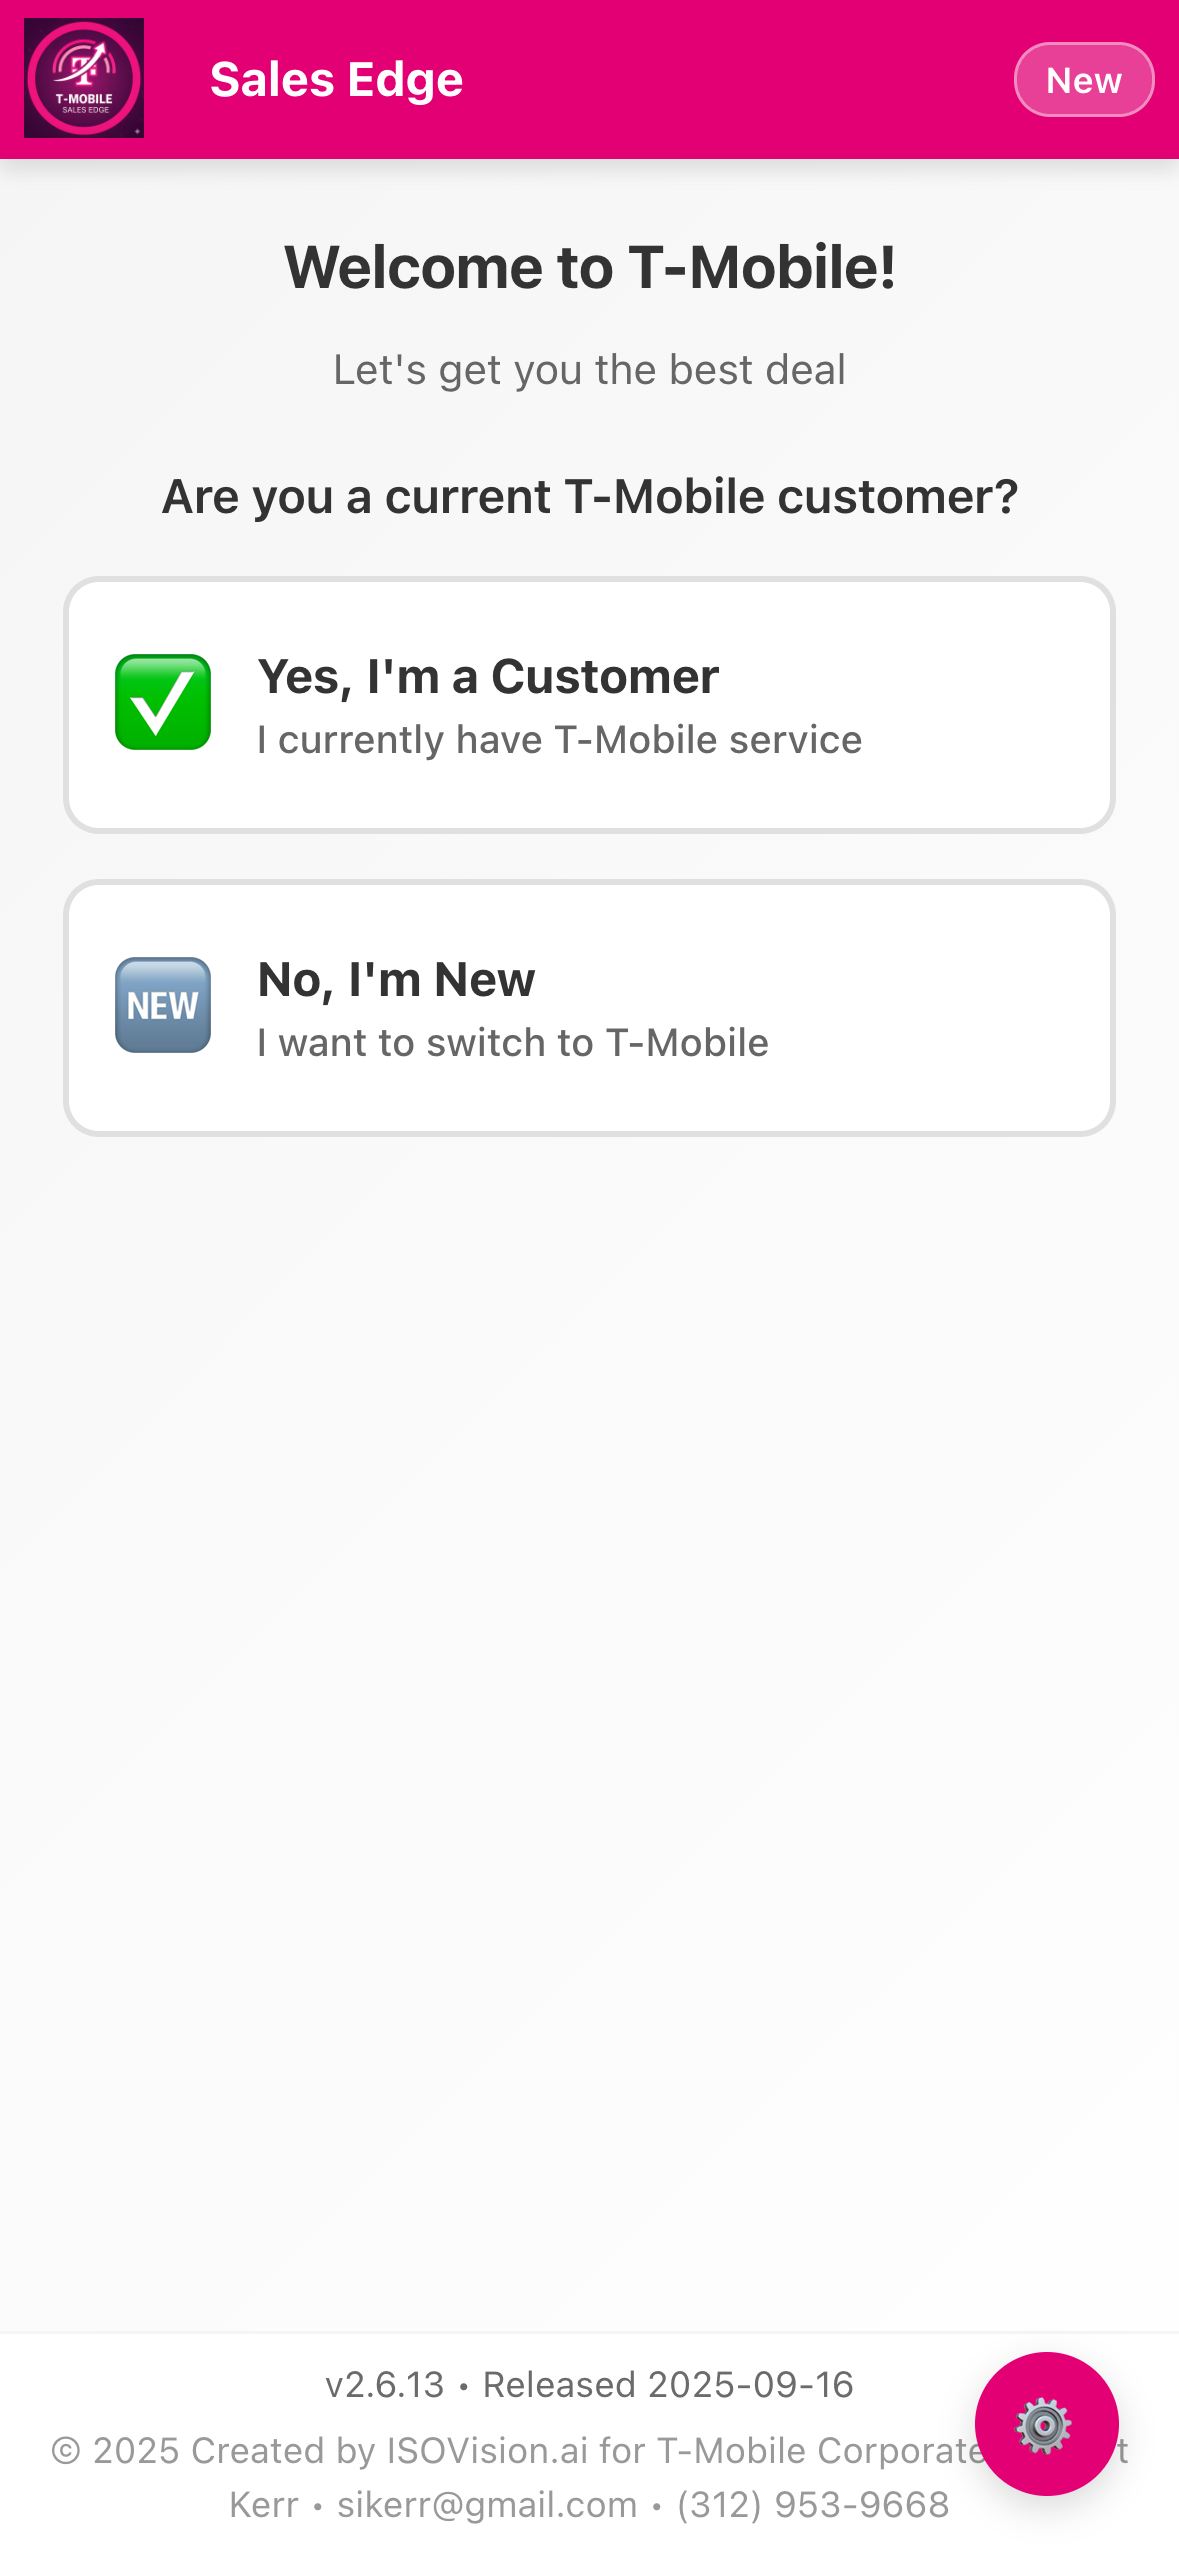 T-MOBILE
SALES EDGE
Sales Edge
New
Welcome to T-Mobile!
Let's get you the best deal
Are you a current T-Mobile customer?
Yes, I'm a Customer
I currently have T-Mobile service
NEW
No, I'm New
I want to switch to T-Mobile
v2.6.13 • Released 2025-09-16
© 2025 Created by ISOVision.ai for T-Mobile Corporate
Kerr • sikerr@gmail.com • (312) 953-9668